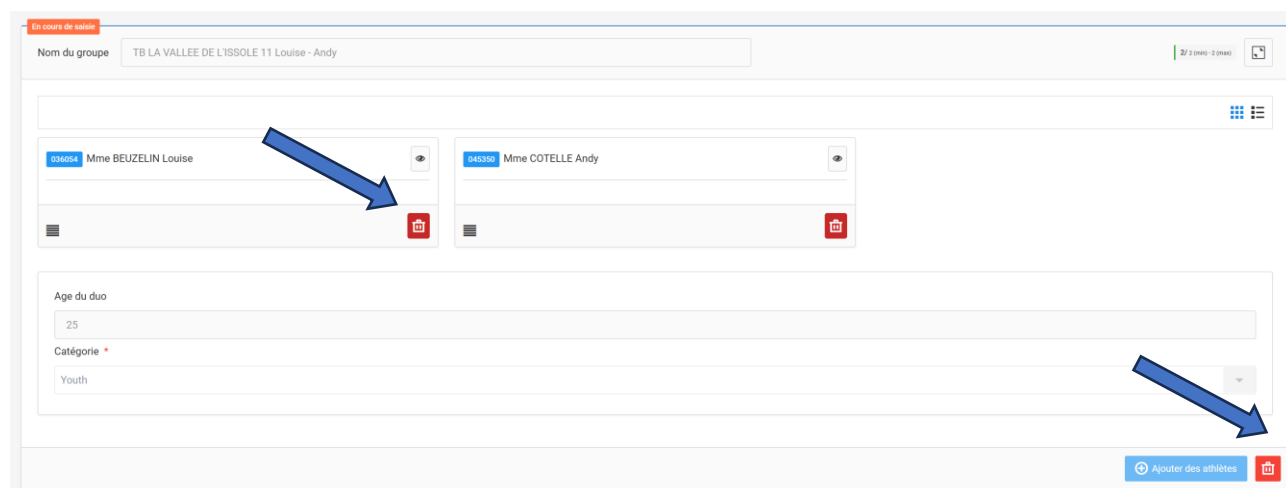 En cours de saisie
Nom du groupe TB LA VALLEE DE L'ISSOLE 11 Louise - Andy 2/ 2 (min) - 2 (max)
036054 Mme BEUZELIN Louise 045350 Mme COTELLE Andy
Age du duo
25
Catégorie *
Youth
Ajouter des athlètes